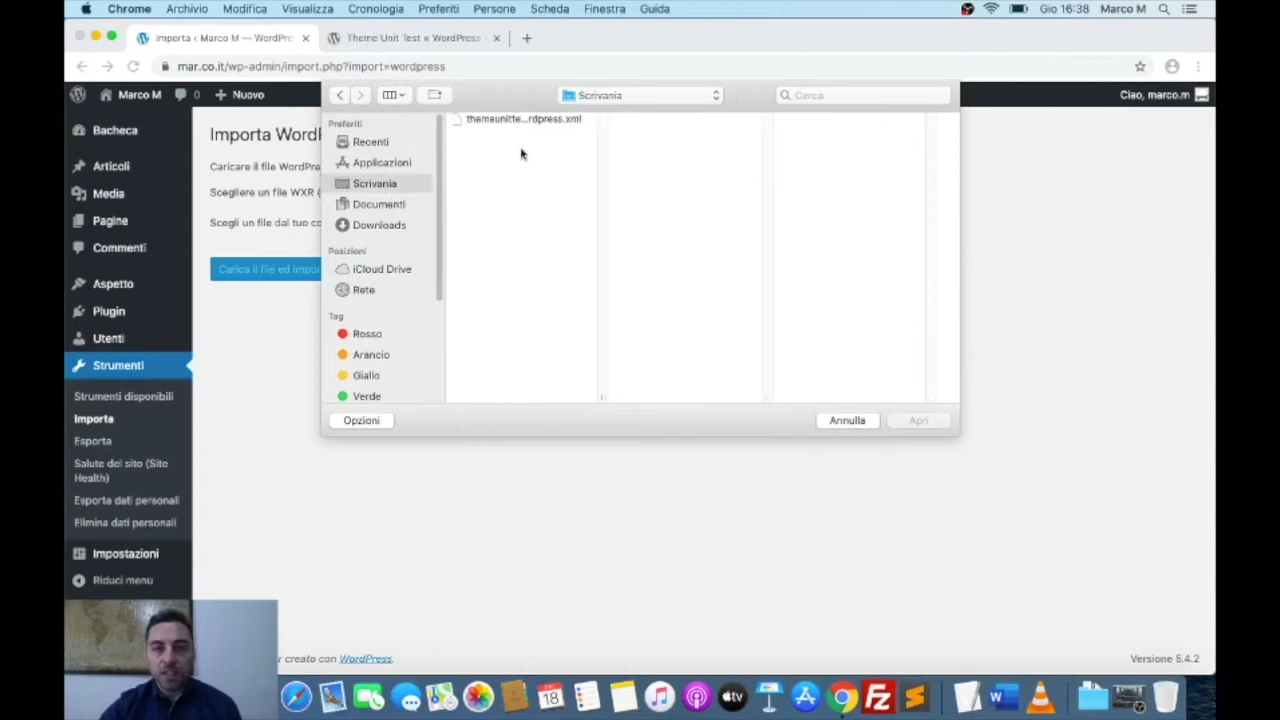 Chrome Archivio Modifica Visualizza Cronologia Preferiti Persone Scheda Finestra Guida Gio 16:38 Marco M
Importa ‹ Marco M — WordPre Theme Unit Test « WordPress
mar.co.it/wp-admin/import.php?import=wordpress
Marco M 0 Nuovo Ciao, marco.m
Scrivania Cerca
Bacheca
Articoli
Media
Pagine
Commenti
Aspetto
Plugin
Utenti
Strumenti
Strumenti disponibili
Importa
Esporta
Salute del sito (Site
Health)
Esporta dati personali
Elimina dati personali
Impostazioni
Riduci menu
Importa WordP
Caricare il file WordPre
Scegliere un file WXR (
Scegli un file dal tuo co
Carica il file ed impor
Preferiti
Recenti
Applicazioni
Scrivania
Documenti
Downloads
Posizioni
iCloud Drive
Rete
Tag
Rosso
Arancio
Giallo
Verde
themeunitte...rdpress.xml
Opzioni Annulla Apri
r creato con WordPress. Versione 5.4.2
18